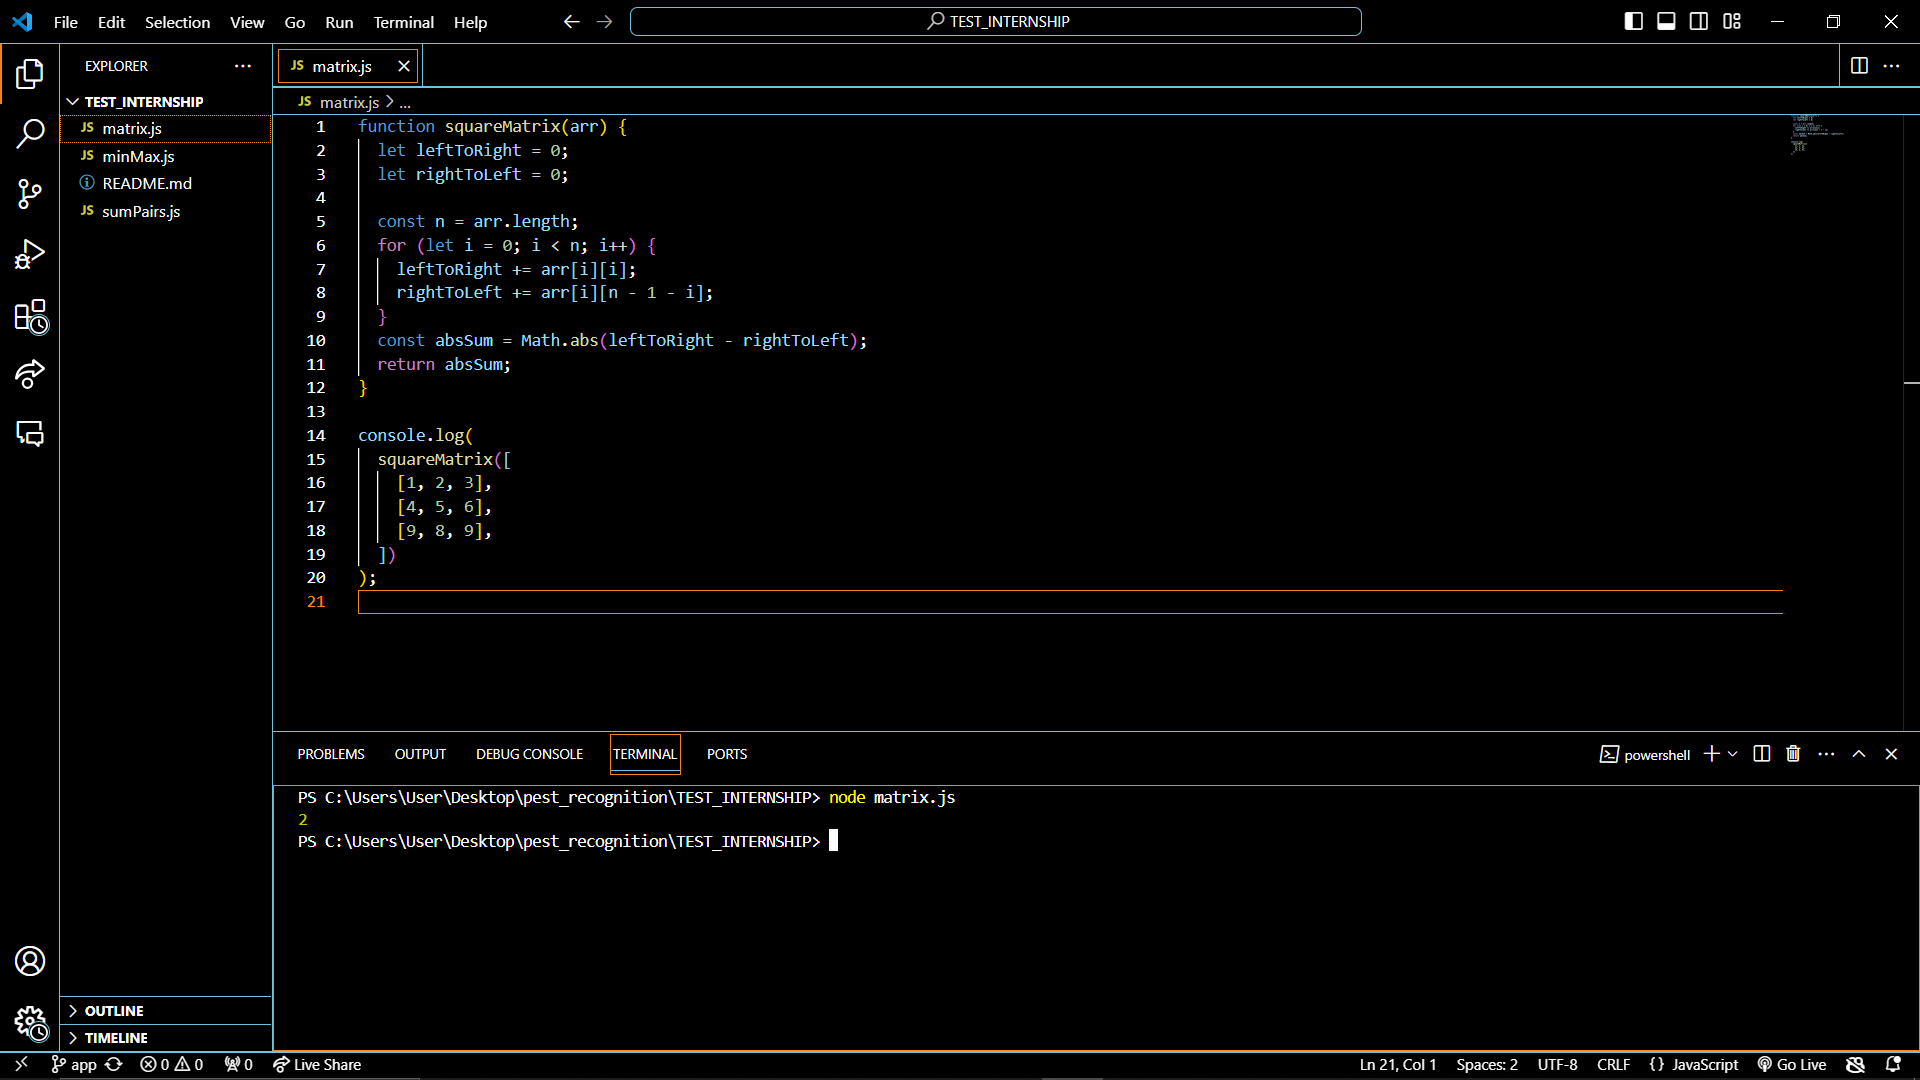 File Edit Selection View Go Run Terminal Help
TEST_INTERNSHIP
EXPLORER
TEST_INTERNSHIP
JS matrix.js
JS minMax.js
README.md
JS sumPairs.js
OUTLINE
TIMELINE
JS matrix.js
JS matrix.js > ...
1 function squareMatrix(arr) {
2 let leftToRight = 0;
3 let rightToLeft = 0;
4
5 const n = arr.length;
6 for (let i = 0; i < n; i++) {
7 leftToRight += arr[i][i];
8 rightToLeft += arr[i][n - 1 - i];
9 }
10 const absSum = Math.abs(leftToRight - rightToLeft);
11 return absSum;
12 }
13
14 console.log(
15 squareMatrix([
16 [1, 2, 3],
17 [4, 5, 6],
18 [9, 8, 9],
19 ])
20 );
21
PROBLEMS OUTPUT DEBUG CONSOLE TERMINAL PORTS
powershell
PS C:\Users\User\Desktop\pest_recognition\TEST_INTERNSHIP> node matrix.js
2
PS C:\Users\User\Desktop\pest_recognition\TEST_INTERNSHIP>
app 0 0 0 Live Share
Ln 21, Col 1 Spaces: 2 UTF-8 CRLF {} JavaScript Go Live